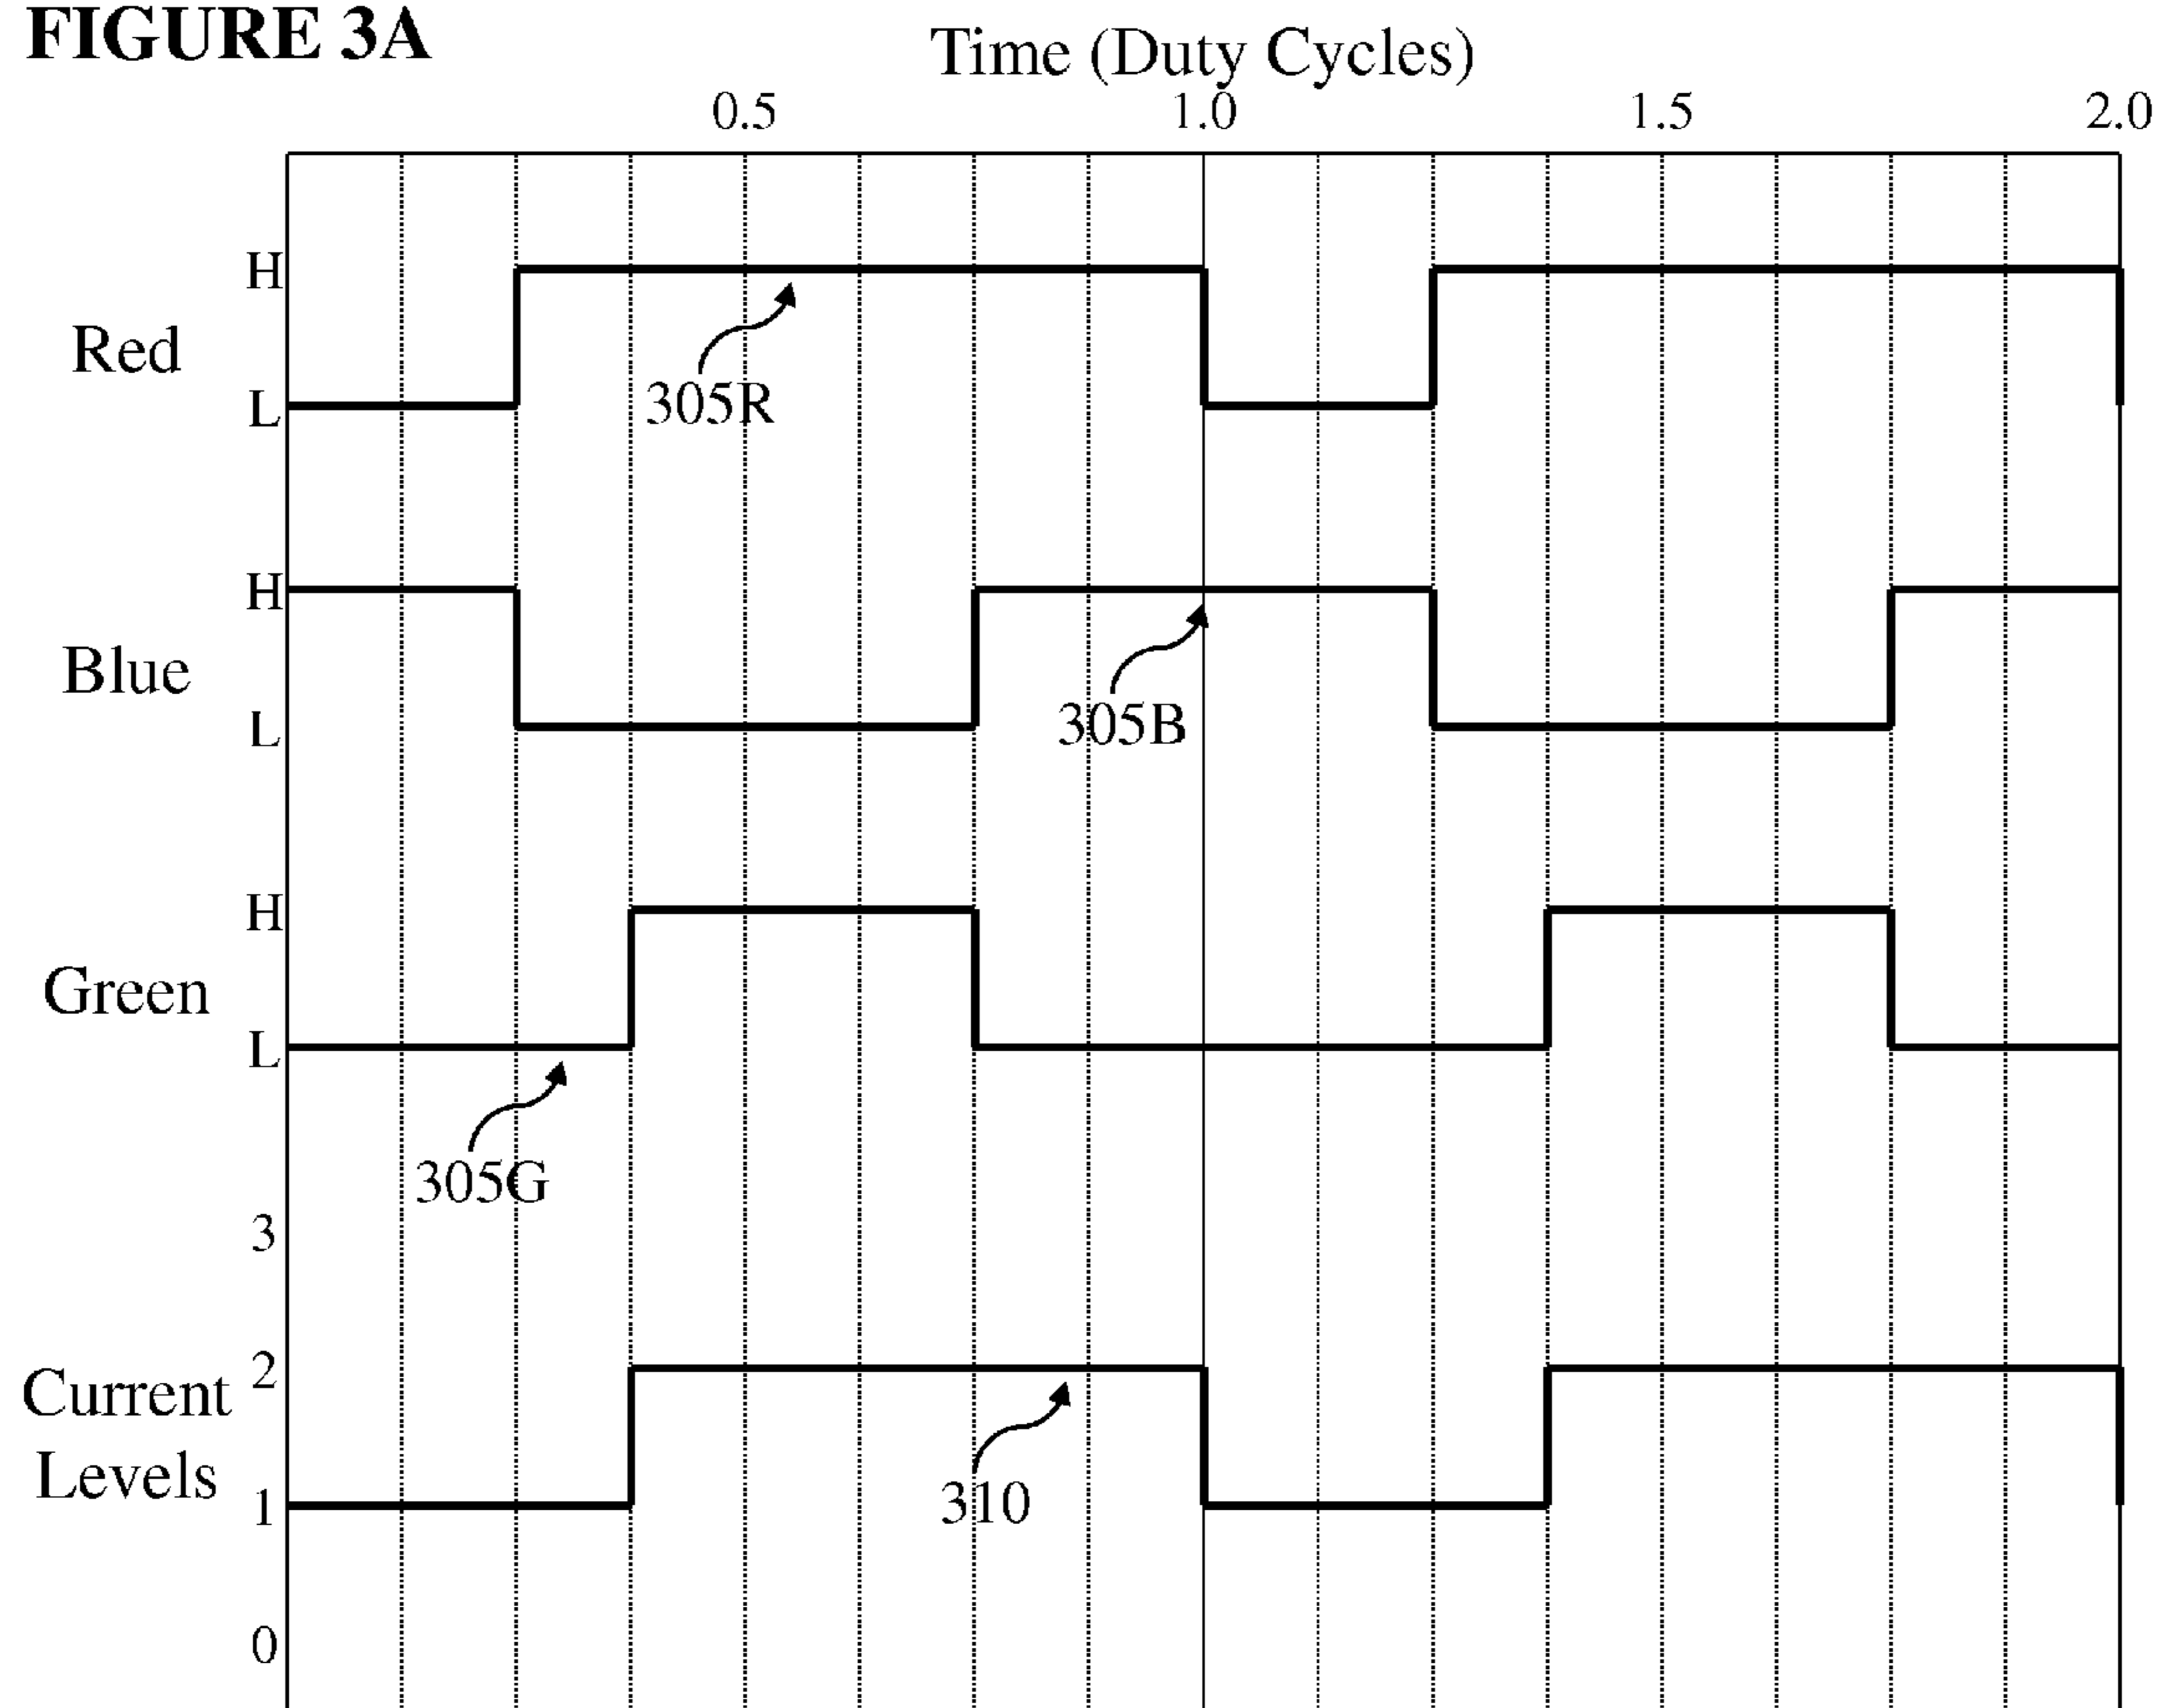 FIGURE 3A
Time (Duty Cycles)
0.5 1.0 1.5 2.0
H
Red
L
305R
H
Blue
L
305B
H
Green
L
305G
3
2
Current
Levels
1
310
0